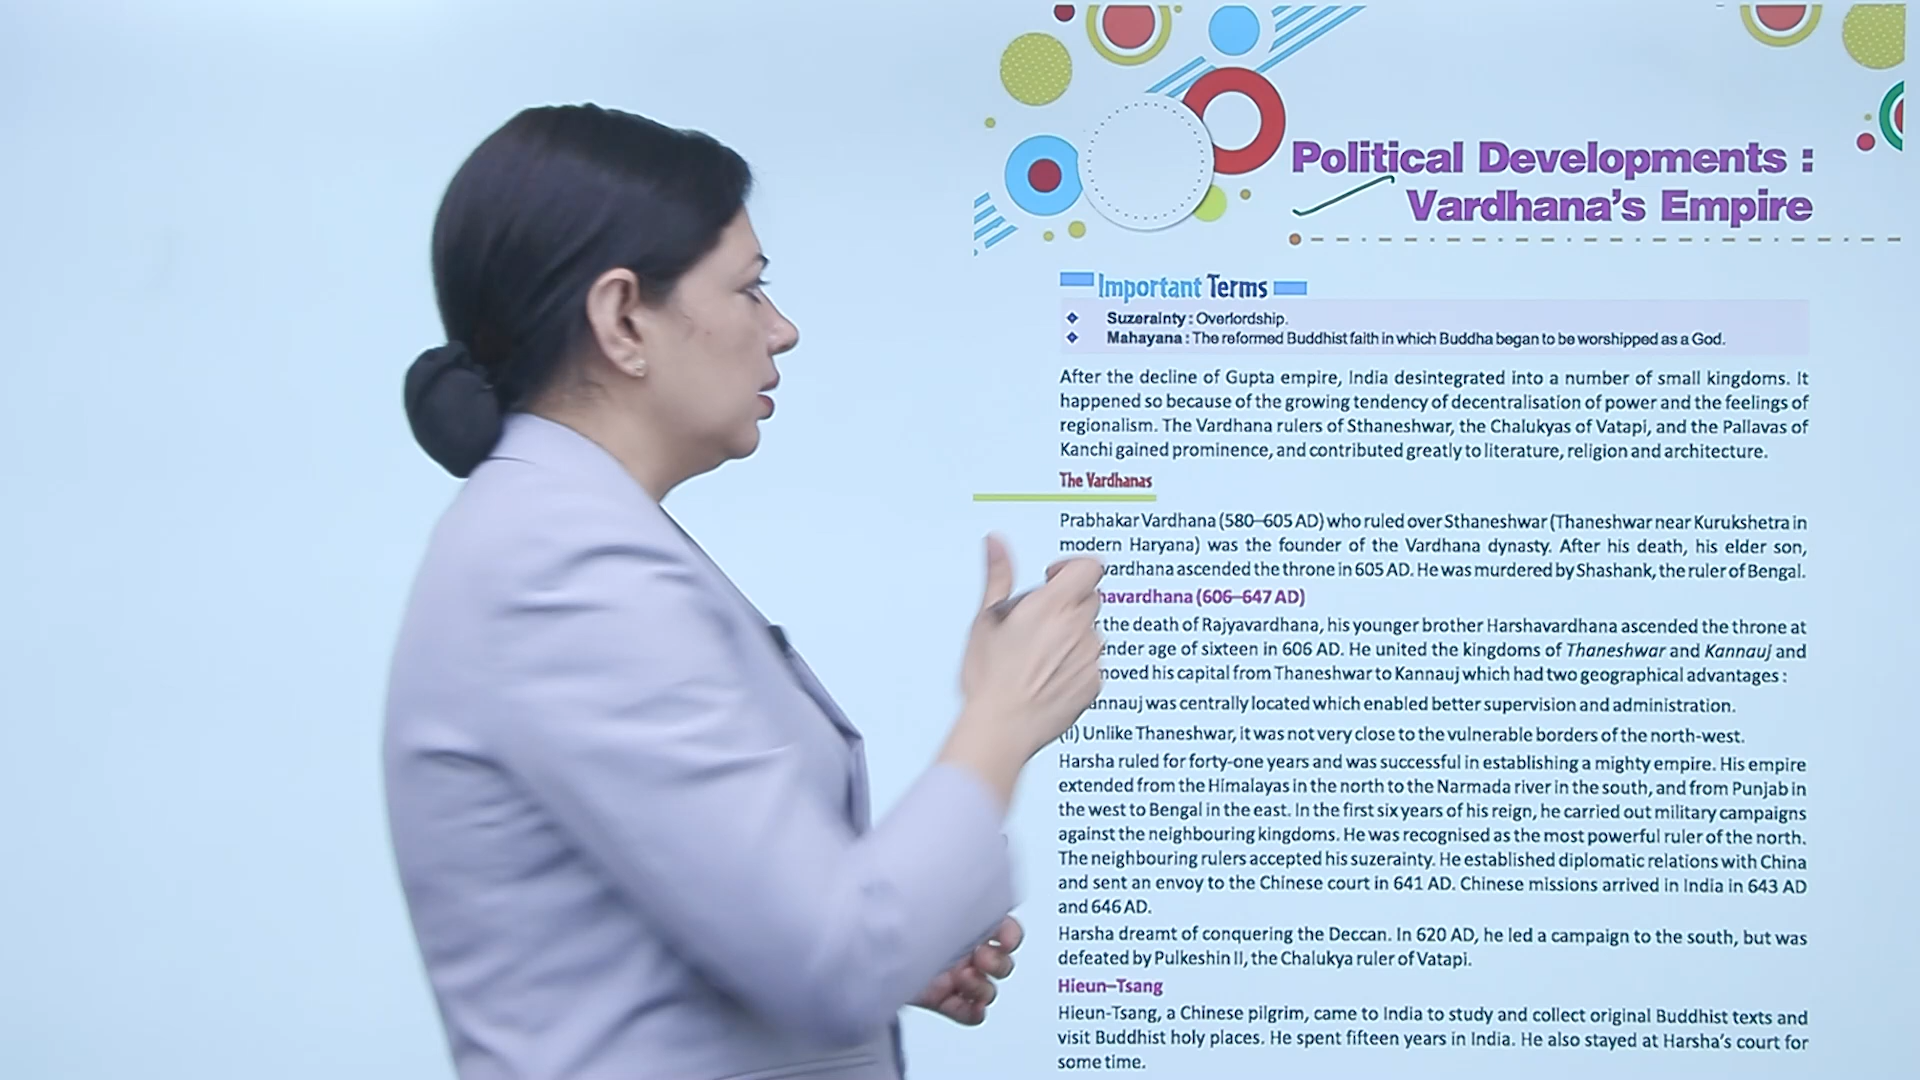 Political Developments :
Vardhana's Empire
Important Terms
Suzerainty : Overlordship.
Mahayana : The reformed Buddhist faith in which Buddha began to be worshipped as a God.
After the decline of Gupta empire, India desintegrated into a number of small kingdoms. It
happened so because of the growing tendency of decentralisation of power and the feelings of
regionalism. The Vardhana rulers of Sthaneshwar, the Chalukyas of Vatapi, and the Pallavas of
Kanchi gained prominence, and contributed greatly to literature, religion and architecture.
The Vardhanas
Prabhakar Vardhana (580–605 AD) who ruled over Sthaneshwar (Thaneshwar near Kurukshetra in
modern Haryana) was the founder of the Vardhana dynasty. After his death, his elder son,
vardhana ascended the throne in 605 AD. He was murdered by Shashank, the ruler of Bengal.
havardhana (606–647 AD)
r the death of Rajyavardhana, his younger brother Harshavardhana ascended the throne at
ender age of sixteen in 606 AD. He united the kingdoms of Thaneshwar and Kannauj and
moved his capital from Thaneshwar to Kannauj which had two geographical advantages :
annauj was centrally located which enabled better supervision and administration.
(ii) Unlike Thaneshwar, it was not very close to the vulnerable borders of the north-west.
Harsha ruled for forty-one years and was successful in establishing a mighty empire. His empire
extended from the Himalayas in the north to the Narmada river in the south, and from Punjab in
the west to Bengal in the east. In the first six years of his reign, he carried out military campaigns
against the neighbouring kingdoms. He was recognised as the most powerful ruler of the north.
The neighbouring rulers accepted his suzerainty. He established diplomatic relations with China
and sent an envoy to the Chinese court in 641 AD. Chinese missions arrived in India in 643 AD
and 646 AD.
Harsha dreamt of conquering the Deccan. In 620 AD, he led a campaign to the south, but was
defeated by Pulkeshin II, the Chalukya ruler of Vatapi.
Hieun–Tsang
Hieun-Tsang, a Chinese pilgrim, came to India to study and collect original Buddhist texts and
visit Buddhist holy places. He spent fifteen years in India. He also stayed at Harsha's court for
some time.